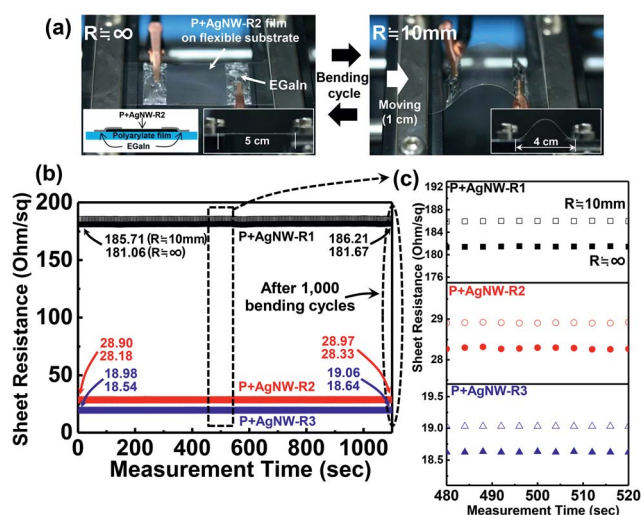 (a)
R≒∞
P+AgNW-R2 film
on flexible substrate
EGaIn
P+AgNW-R2
Polyarylate film
EGaIn
5 cm
Bending
cycle
R≒10mm
Moving
(1 cm)
4 cm
(b)
Sheet Resistance (Ohm/sq)
200
150
100
50
0
185.71 (R≒10mm)
181.06 (R≒∞)
P+AgNW-R1
186.21
181.67
After 1,000
bending cycles
28.90
28.18
28.97
28.33
18.98
18.54
P+AgNW-R2
19.06
18.64
P+AgNW-R3
0 200 400 600 800 1000
Measurement Time (sec)
(c)
Sheet Resistance (Ohm/sq)
192
188
184
180
176
P+AgNW-R1
R≒10mm
R≒∞
P+AgNW-R2
29
28
P+AgNW-R3
19.5
19.0
18.5
480 490 500 510 520
Measurement Time (sec)